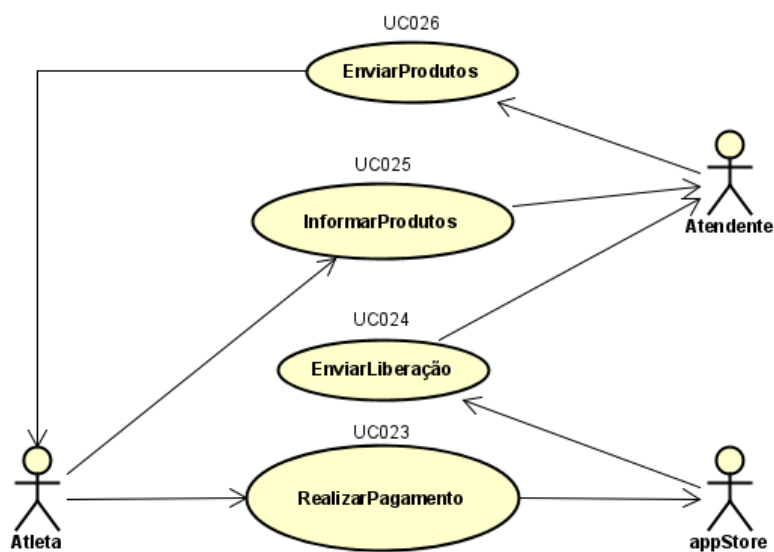 UC026
EnviarProdutos
UC025
InformarProdutos
Atendente
UC024
EnviarLiberação
UC023
RealizarPagamento
Atleta
appStore